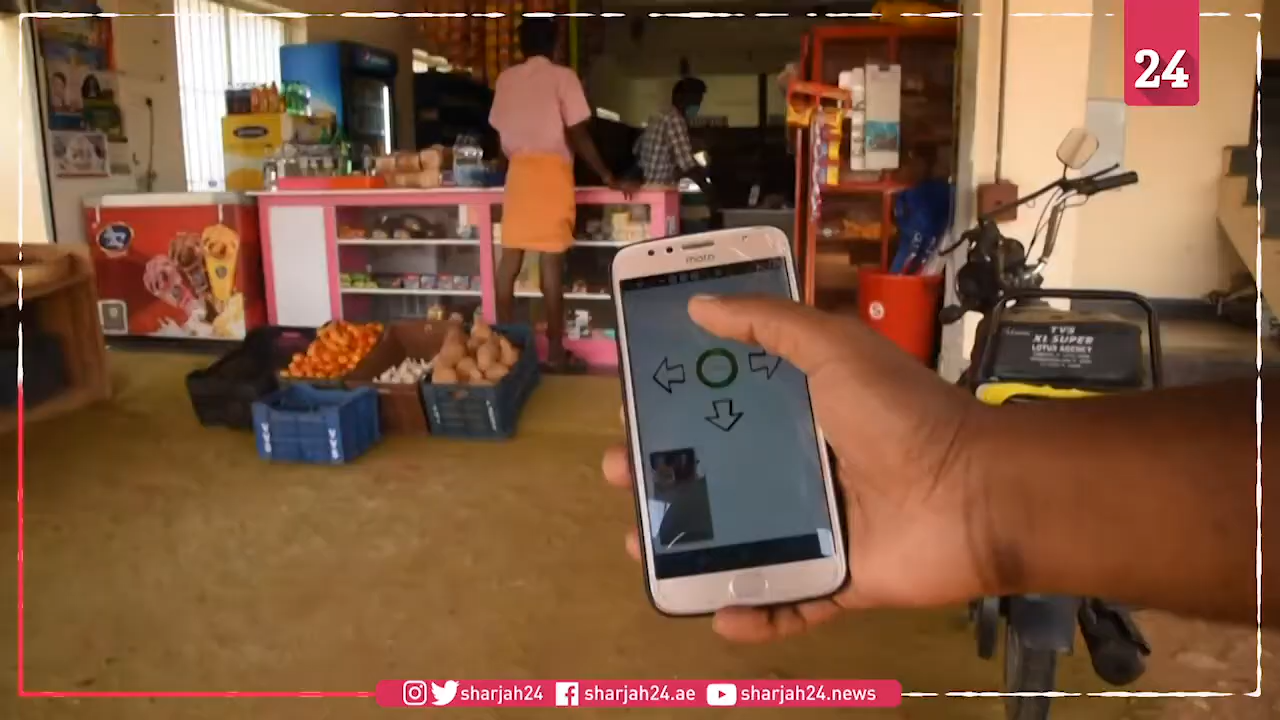 24
moto
TVS
XL SUPER
LOTUS AGENCY
sharjah24 sharjah24.ae sharjah24.news